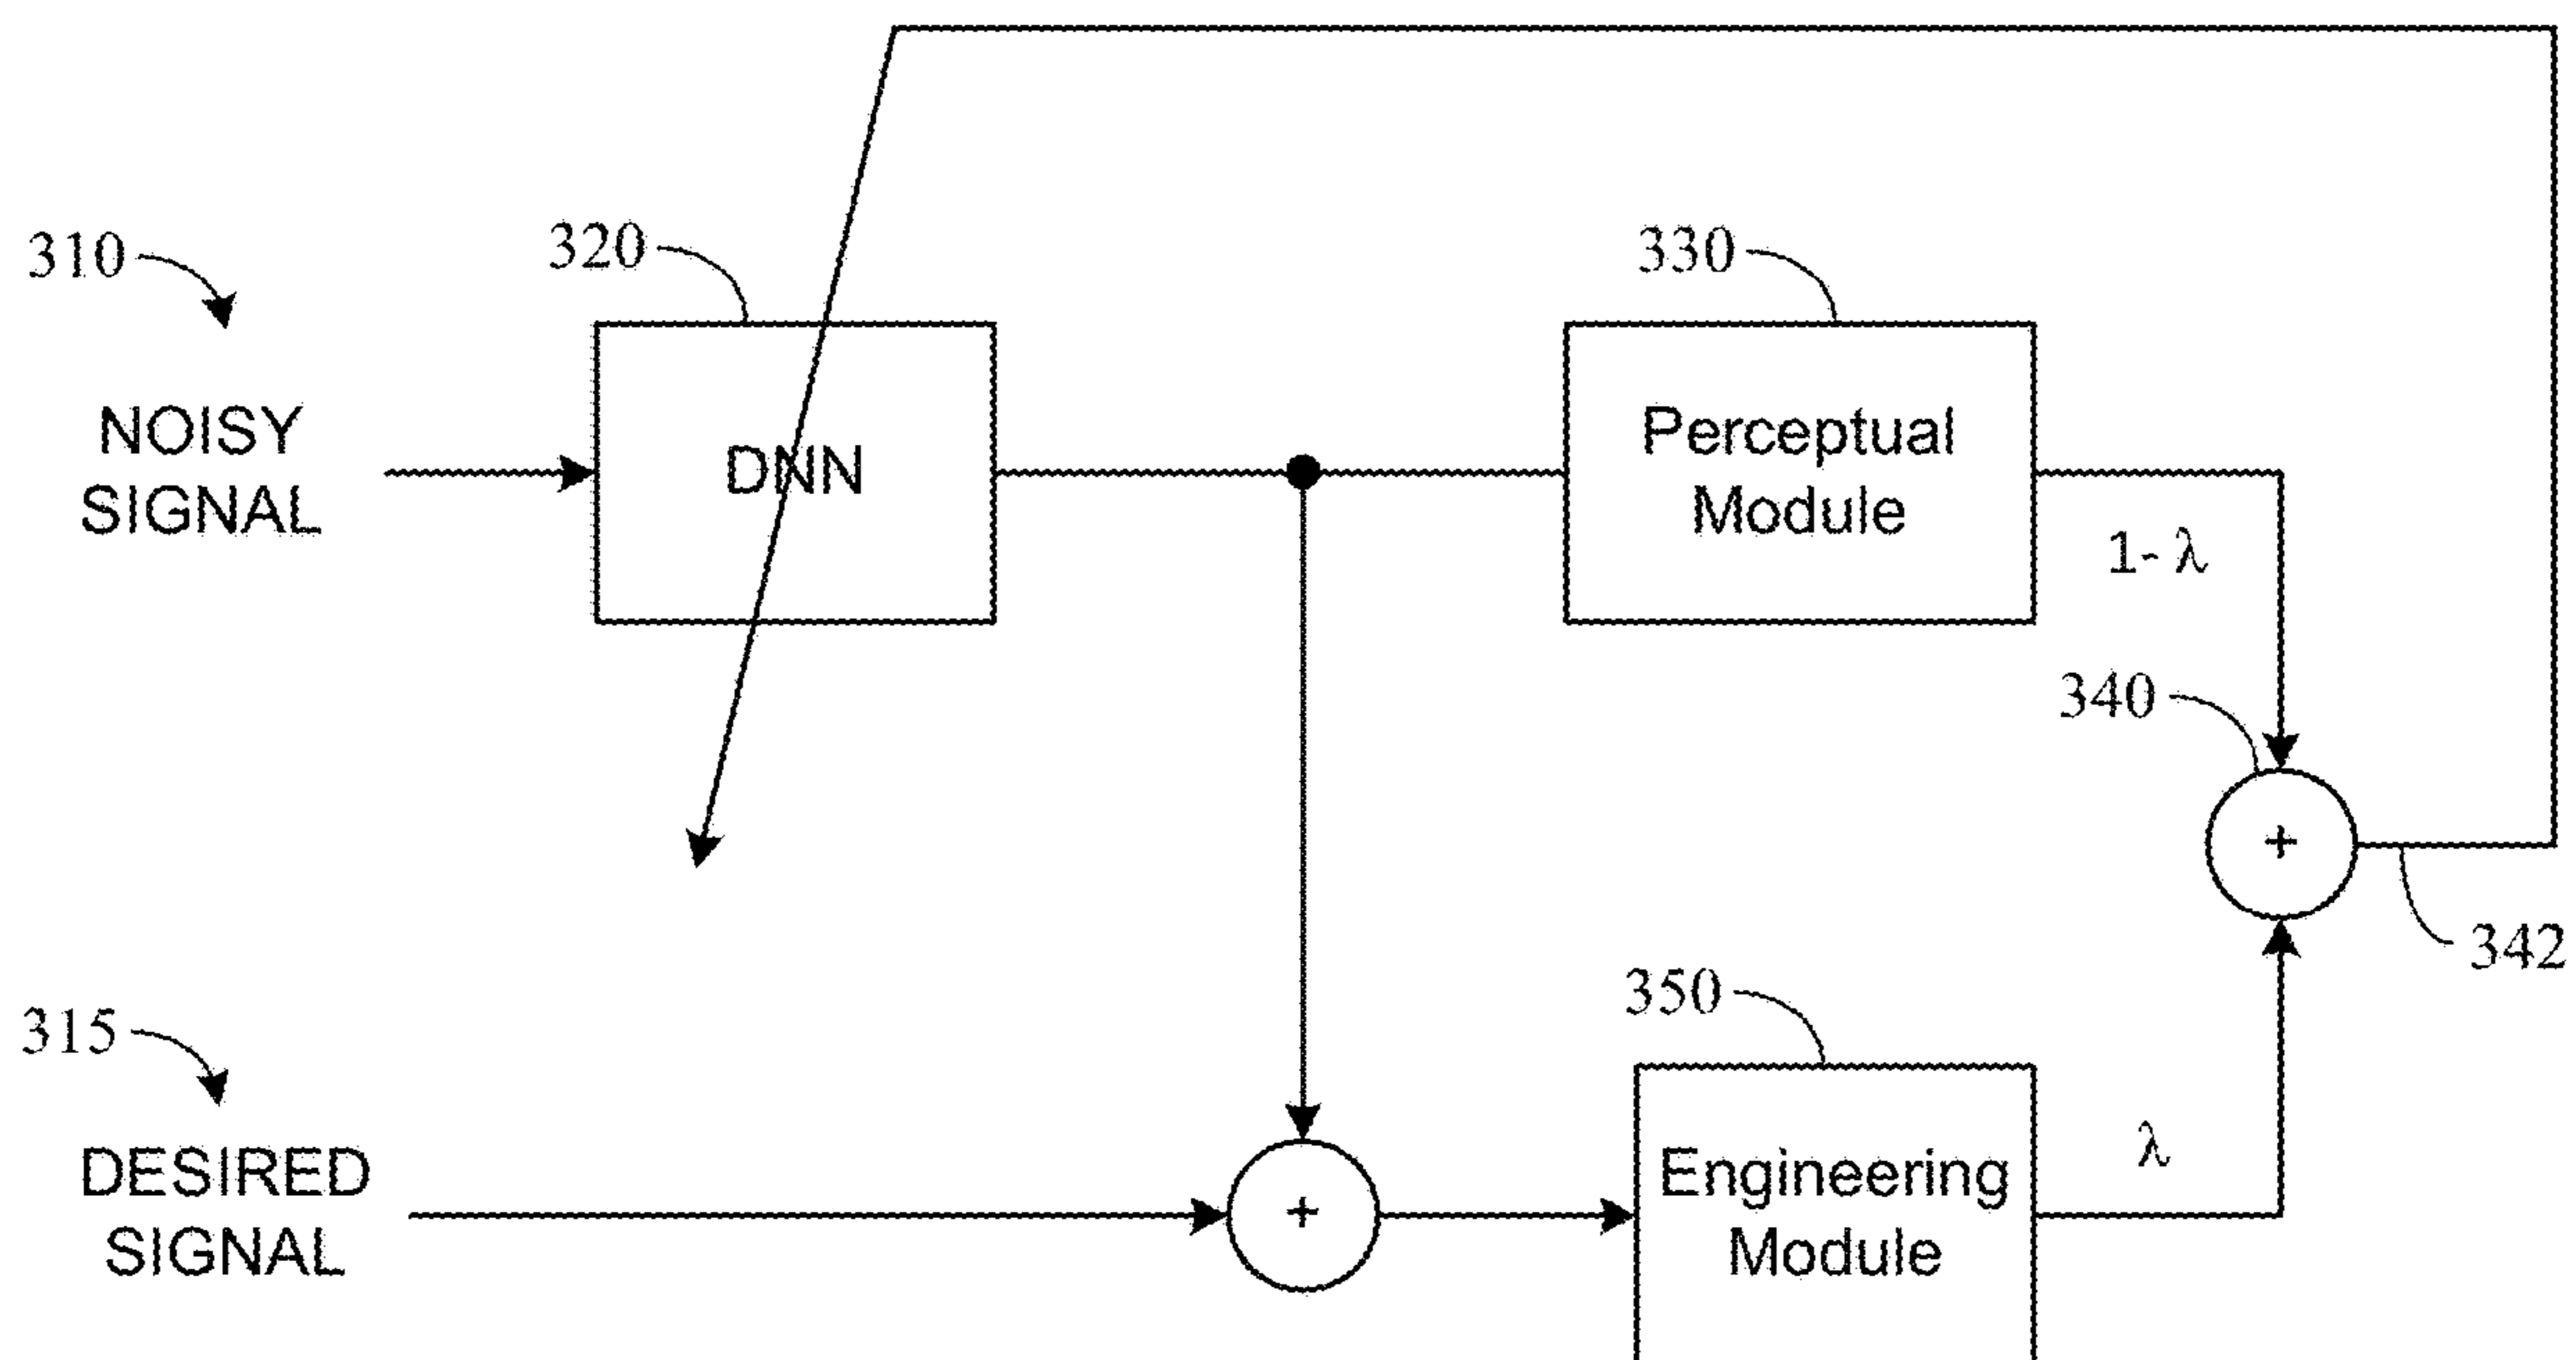 310
NOISY
SIGNAL
320
DNN
330
Perceptual
Module
1- λ
340
+
342
315
DESIRED
SIGNAL
+
350
Engineering
Module
λ